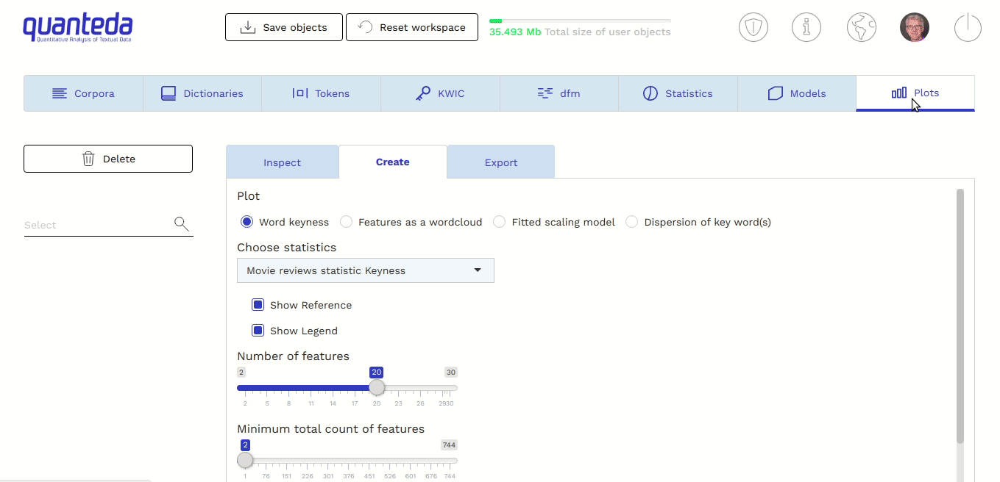 quanteda
Quantitative Analysis of Textual Data
Save objects
Reset workspace
35.493 Mb Total size of user objects
Corpora
Dictionaries
Tokens
KWIC
dfm
Statistics
Models
Plots
Delete
Select
Inspect
Create
Export
Plot
Word keyness
Features as a wordcloud
Fitted scaling model
Dispersion of key word(s)
Choose statistics
Movie reviews statistic Keyness
Show Reference
Show Legend
Number of features
2 20 30
2 5 8 11 14 17 20 23 26 29 30
Minimum total count of features
2 744
1 76 151 226 301 376 451 526 601 676 744